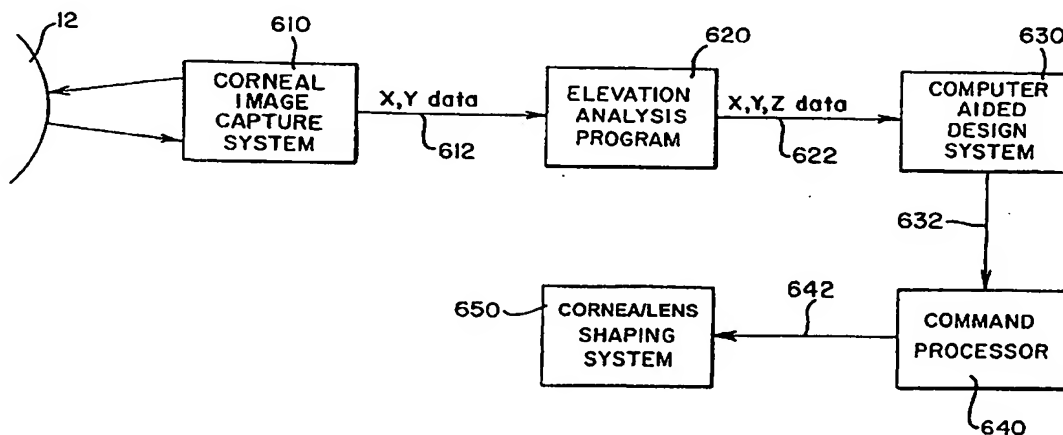 12
610
CORNEAL
IMAGE
CAPTURE
SYSTEM
X,Y data
612
620
ELEVATION
ANALYSIS
PROGRAM
X,Y,Z data
622
630
COMPUTER
AIDED
DESIGN
SYSTEM
632
650
CORNEA/LENS
SHAPING
SYSTEM
642
COMMAND
PROCESSOR
640